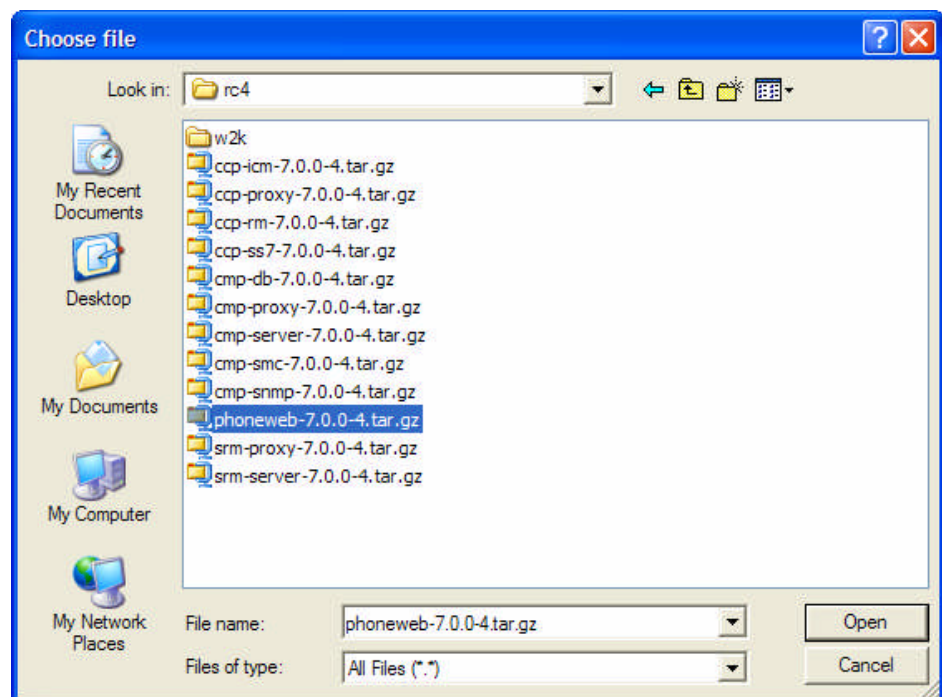 Choose file
Look in:
rc4
My Recent
Documents
Desktop
My Documents
My Computer
My Network
Places
w2k
ccp-icm-7.0.0-4.tar.gz
ccp-proxy-7.0.0-4.tar.gz
ccp-rm-7.0.0-4.tar.gz
ccp-ss7-7.0.0-4.tar.gz
cmp-db-7.0.0-4.tar.gz
cmp-proxy-7.0.0-4.tar.gz
cmp-server-7.0.0-4.tar.gz
cmp-smc-7.0.0-4.tar.gz
cmp-snmp-7.0.0-4.tar.gz
phoneweb-7.0.0-4.tar.gz
srm-proxy-7.0.0-4.tar.gz
srm-server-7.0.0-4.tar.gz
File name:
phoneweb-7.0.0-4.tar.gz
Open
Files of type:
All Files (*.*)
Cancel